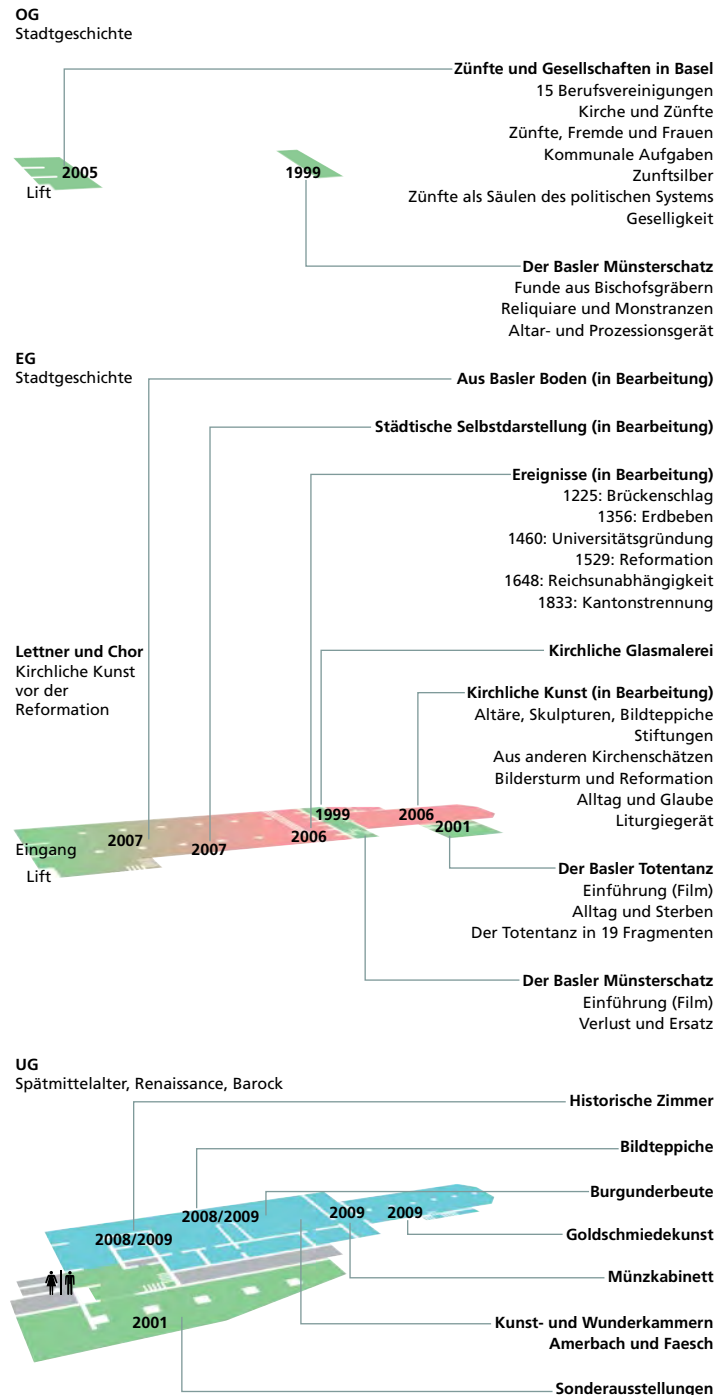 OG
Stadtgeschichte
Zünfte und Gesellschaften in Basel
15 Berufsvereinigungen
Kirche und Zünfte
Zünfte, Fremde und Frauen
Kommunale Aufgaben
Zunftsilber
Zünfte als Säulen des politischen Systems
Geselligkeit
2005
1999
Lift
Der Basler Münsterschatz
Funde aus Bischofsgräbern
Reliquiare und Monstranzen
Altar- und Prozessionsgerät
EG
Stadtgeschichte
Aus Basler Boden (in Bearbeitung)
Städtische Selbstdarstellung (in Bearbeitung)
Ereignisse (in Bearbeitung)
1225: Brückenschlag
1356: Erdbeben
1460: Universitätsgründung
1529: Reformation
1648: Reichsunabhängigkeit
1833: Kantonstrennung
Lettner und Chor
Kirchliche Kunst
vor der
Reformation
Kirchliche Glasmalerei
Kirchliche Kunst (in Bearbeitung)
Altäre, Skulpturen, Bildteppiche
Stiftungen
Aus anderen Kirchenschätzen
Bildersturm und Reformation
Alltag und Glaube
Liturgiegerät
1999
2006
2001
2006
2007
2007
Eingang
Lift
Der Basler Totentanz
Einführung (Film)
Alltag und Sterben
Der Totentanz in 19 Fragmenten
Der Basler Münsterschatz
Einführung (Film)
Verlust und Ersatz
UG
Spätmittelalter, Renaissance, Barock
Historische Zimmer
Bildteppiche
Burgunderbeute
2008/2009
2009
2009
2008/2009
Goldschmiedekunst
Münzkabinett
2001
Kunst- und Wunderkammern
Amerbach und Faesch
Sonderausstellungen